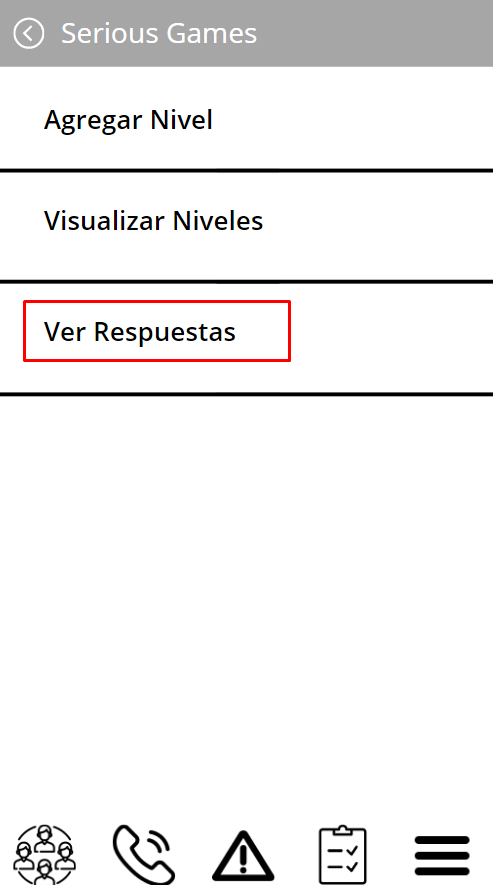 Serious Games
Agregar Nivel
Visualizar Niveles
Ver Respuestas